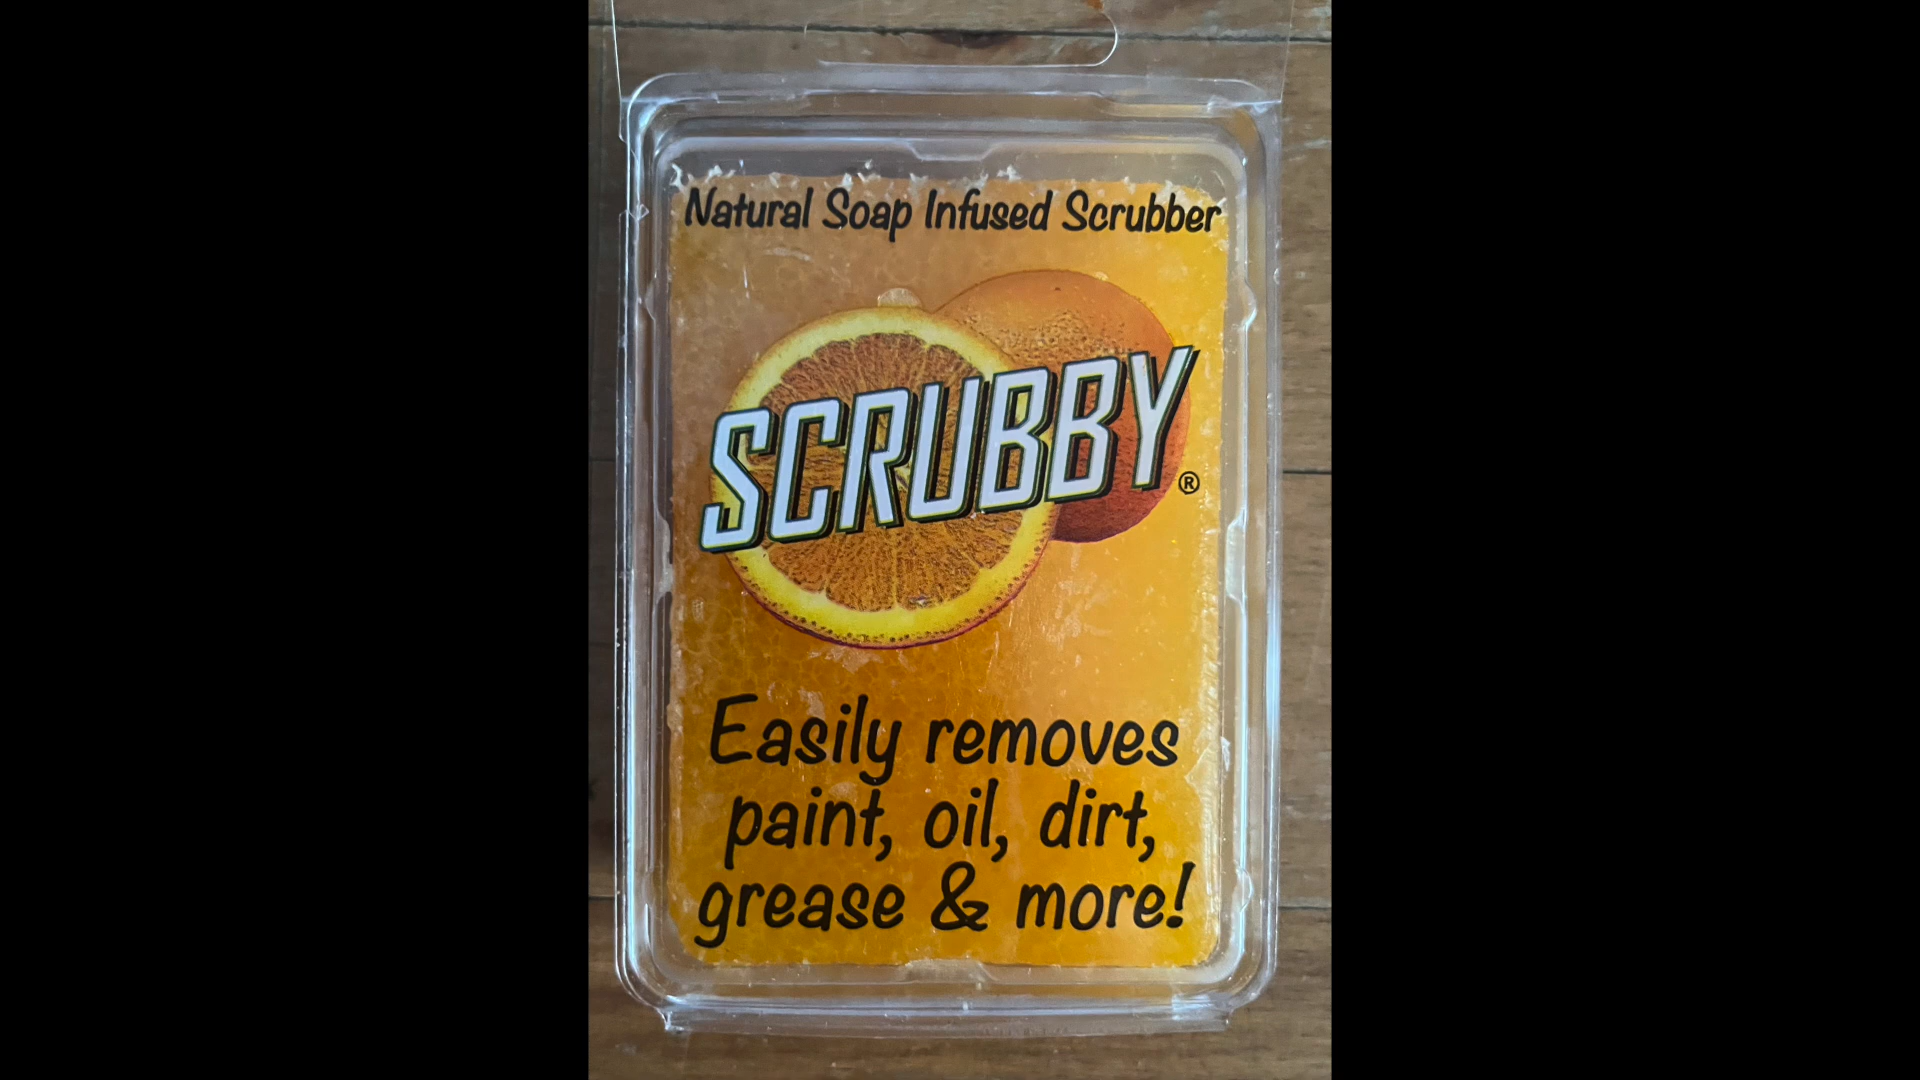 Natural Soap Infused Scrubber
SCRUBBY®
Easily removes
paint, oil, dirt,
grease & more!